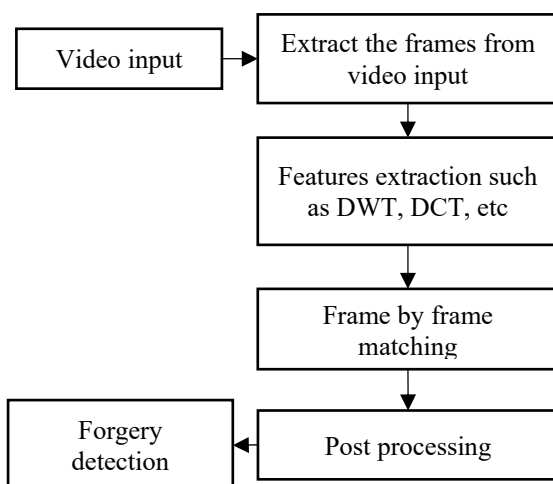 Video input
Extract the frames from
video input
Features extraction such
as DWT, DCT, etc
Frame by frame
matching
Post processing
Forgery
detection